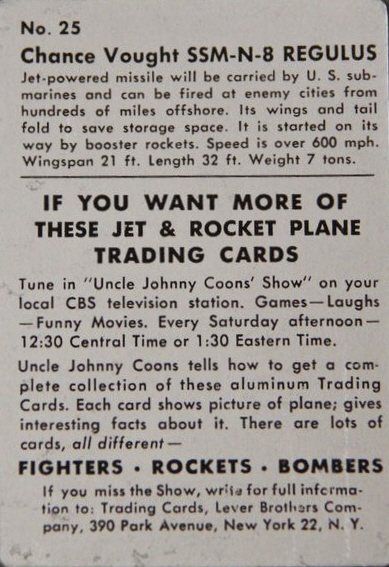 No. 25
Chance Vought SSM-N-8 REGULUS
Jet-powered missile will be carried by U. S. sub-
marines and can be fired at enemy cities from
hundreds of miles offshore. Its wings and tail
fold to save storage space. It is started on its
way by booster rockets. Speed is over 600 mph.
Wingspan 21 ft. Length 32 ft. Weight 7 tons.
IF YOU WANT MORE OF
THESE JET & ROCKET PLANE
TRADING CARDS
Tune in "Uncle Johnny Coons' Show" on your
local CBS television station. Games—Laughs
—Funny Movies. Every Saturday afternoon—
12:30 Central Time or 1:30 Eastern Time.
Uncle Johnny Coons tells how to get a com-
plete collection of these aluminum Trading
Cards. Each card shows picture of plane; gives
interesting facts about it. There are lots of
cards, all different—
FIGHTERS • ROCKETS • BOMBERS
If you miss the Show, write for full informa-
tion to: Trading Cards, Lever Brothers Com-
pany, 390 Park Avenue, New York 22, N. Y.